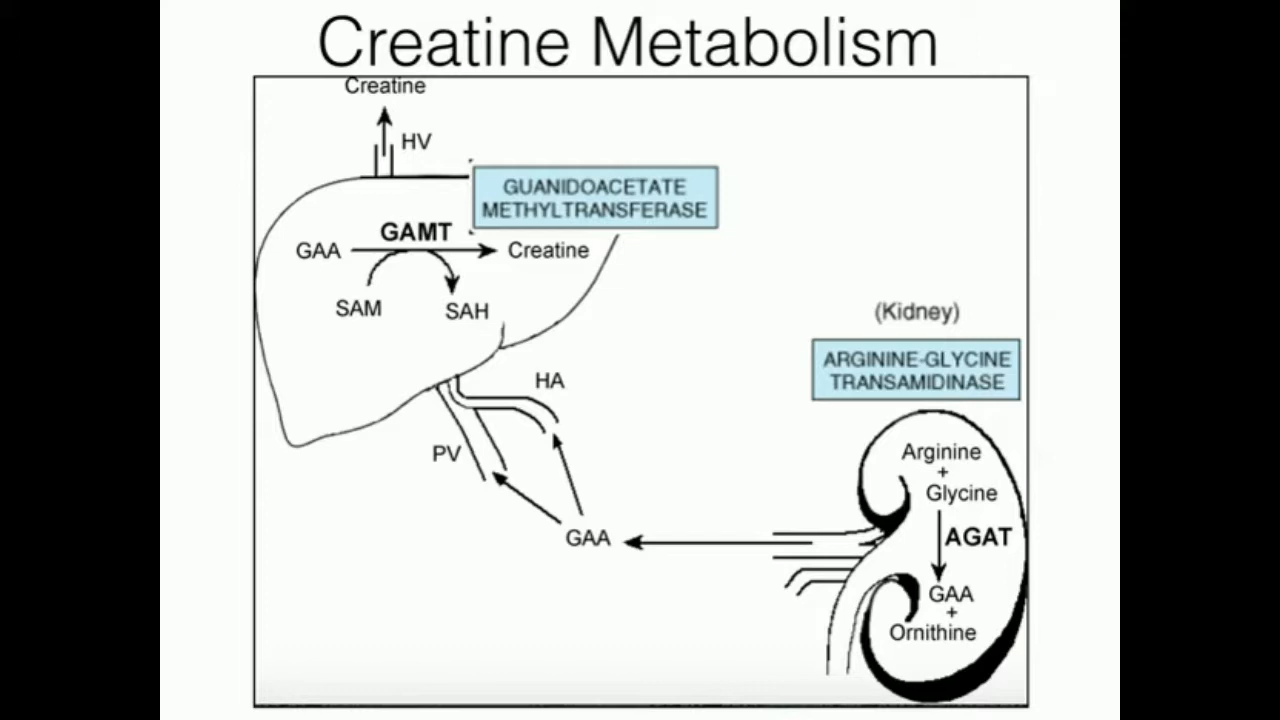 Creatine Metabolism
Creatine
HV
GUANIDOACETATE
METHYLTRANSFERASE
GAMT
GAA
Creatine
SAM
SAH
(Kidney)
ARGININE-GLYCINE
TRANSAMIDINASE
HA
PV
GAA
Arginine
+
Glycine
AGAT
GAA
+
Ornithine